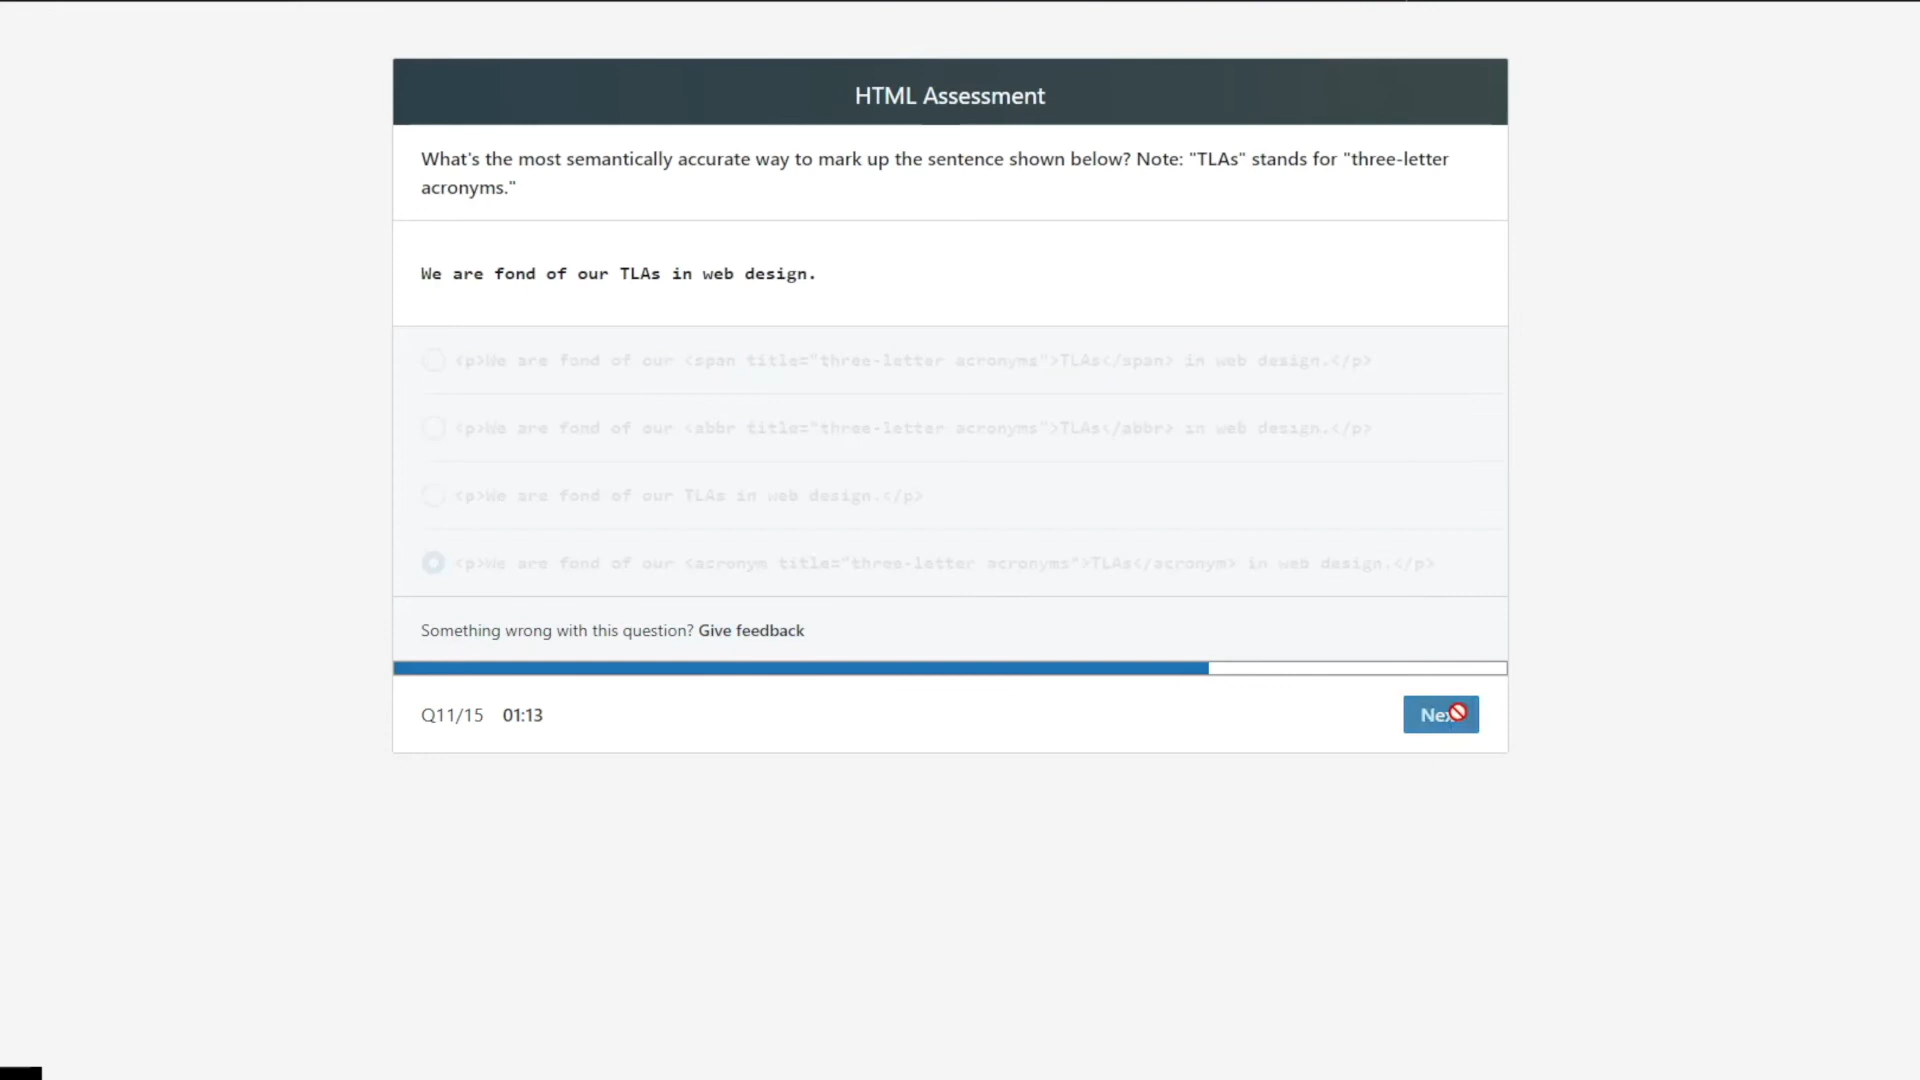 HTML Assessment
What's the most semantically accurate way to mark up the sentence shown below? Note: "TLAs" stands for "three-letter
acronyms."
We are fond of our TLAs in web design.
<p>We are fond of our <span title="three-letter acronyms">TLAs</span> in web design.</p>
<p>We are fond of our <abbr title="three-letter acronyms">TLAs</abbr> in web design.</p>
<p>We are fond of our TLAs in web design.</p>
<p>We are fond of our <acronym title="three-letter acronyms">TLAs</acronym> in web design.</p>
Something wrong with this question? Give feedback
Q11/15 01:13
Next